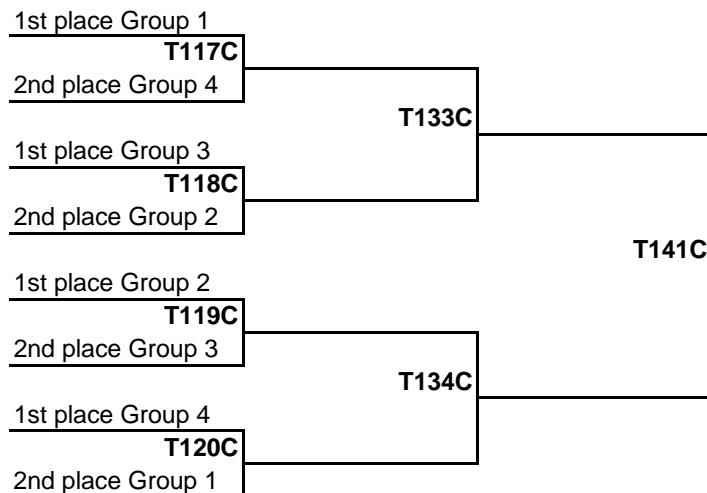 1st place Group 1
T117C
2nd place Group 4
T133C
1st place Group 3
T118C
2nd place Group 2
T141C
1st place Group 2
T119C
2nd place Group 3
T134C
1st place Group 4
T120C
2nd place Group 1